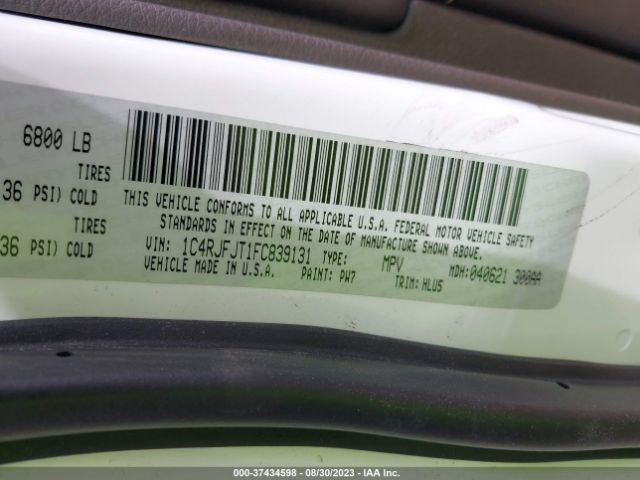 6800 LB
TIRES
36 PSI) COLD
TIRES
36 PSI) COLD
THIS VEHICLE CONFORMS TO ALL APPLICABLE U.S.A. FEDERAL MOTOR VEHICLE SAFETY
STANDARDS IN EFFECT ON THE DATE OF MANUFACTURE SHOWN ABOVE.
VIN: 1C4RJFJT1FC839131 TYPE: MPV MDH: 040621 300AA
VEHICLE MADE IN U.S.A. PAINT: PW7 TRIM: HLU5
000-37434598 - 08/30/2023 - IAA Inc.